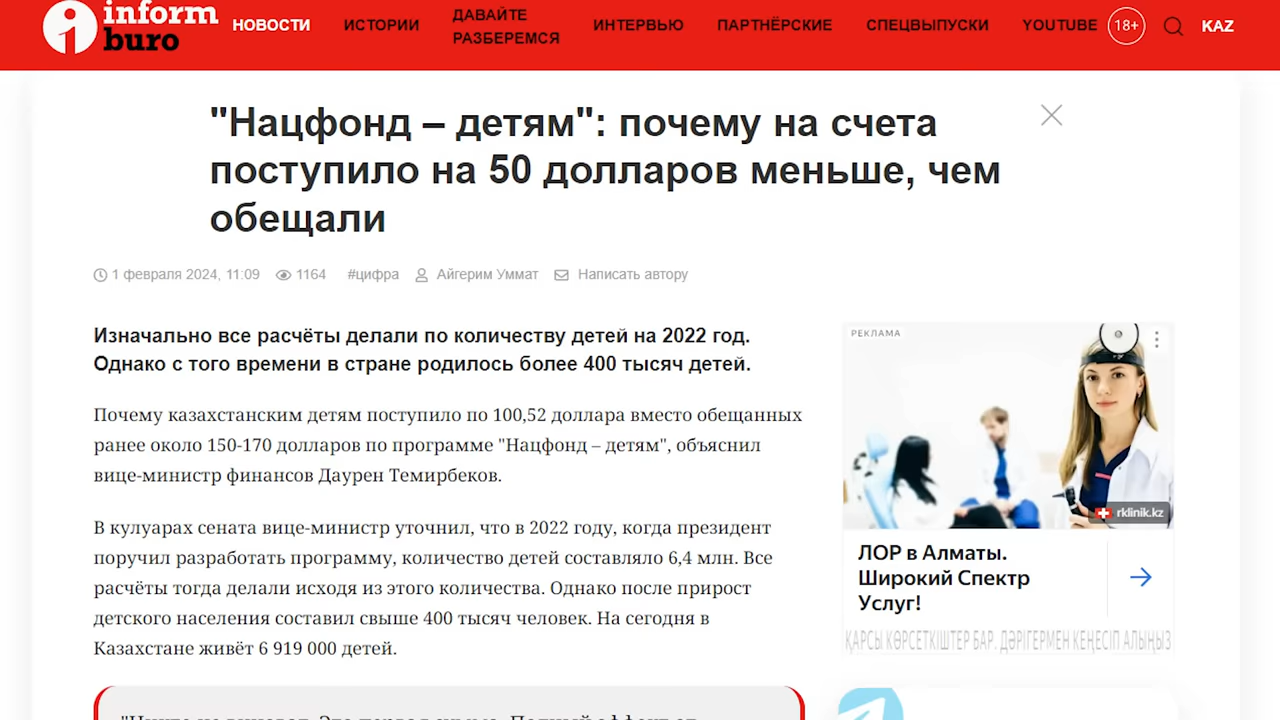 inform
buro
НОВОСТИ
ИСТОРИИ
ДАВАЙТЕ
РАЗБЕРЕМСЯ
ИНТЕРВЬЮ
ПАРТНЁРСКИЕ
СПЕЦВЫПУСКИ
YOUTUBE
18+
KAZ
"Нацфонд – детям": почему на счета
поступило на 50 долларов меньше, чем
обещали
1 февраля 2024, 11:09
1164
#цифра
Айгерим Уммат
Написать автору
Изначально все расчёты делали по количеству детей на 2022 год.
Однако с того времени в стране родилось более 400 тысяч детей.
Почему казахстанским детям поступило по 100,52 доллара вместо обещанных
ранее около 150-170 долларов по программе "Нацфонд – детям", объяснил
вице-министр финансов Даурен Темирбеков.
В кулуарах сената вице-министр уточнил, что в 2022 году, когда президент
поручил разработать программу, количество детей составляло 6,4 млн. Все
расчёты тогда делали исходя из этого количества. Однако после прирост
детского населения составил свыше 400 тысяч человек. На сегодня в
Казахстане живёт 6 919 000 детей.
РЕКЛАМА
rklinik.kz
ЛОР в Алматы.
Широкий Спектр
Услуг!
ҚАРСЫ КӨРСЕТКІШТЕР БАР. ДӘРІГЕРМЕН КЕҢЕСІП АЛЫҢЫЗ